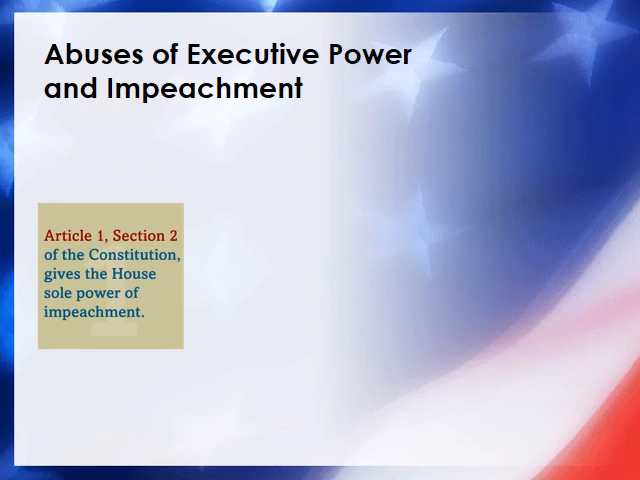 Abuses of Executive Power
and Impeachment
Article 1, Section 2
of the Constitution,
gives the House
sole power of
impeachment.